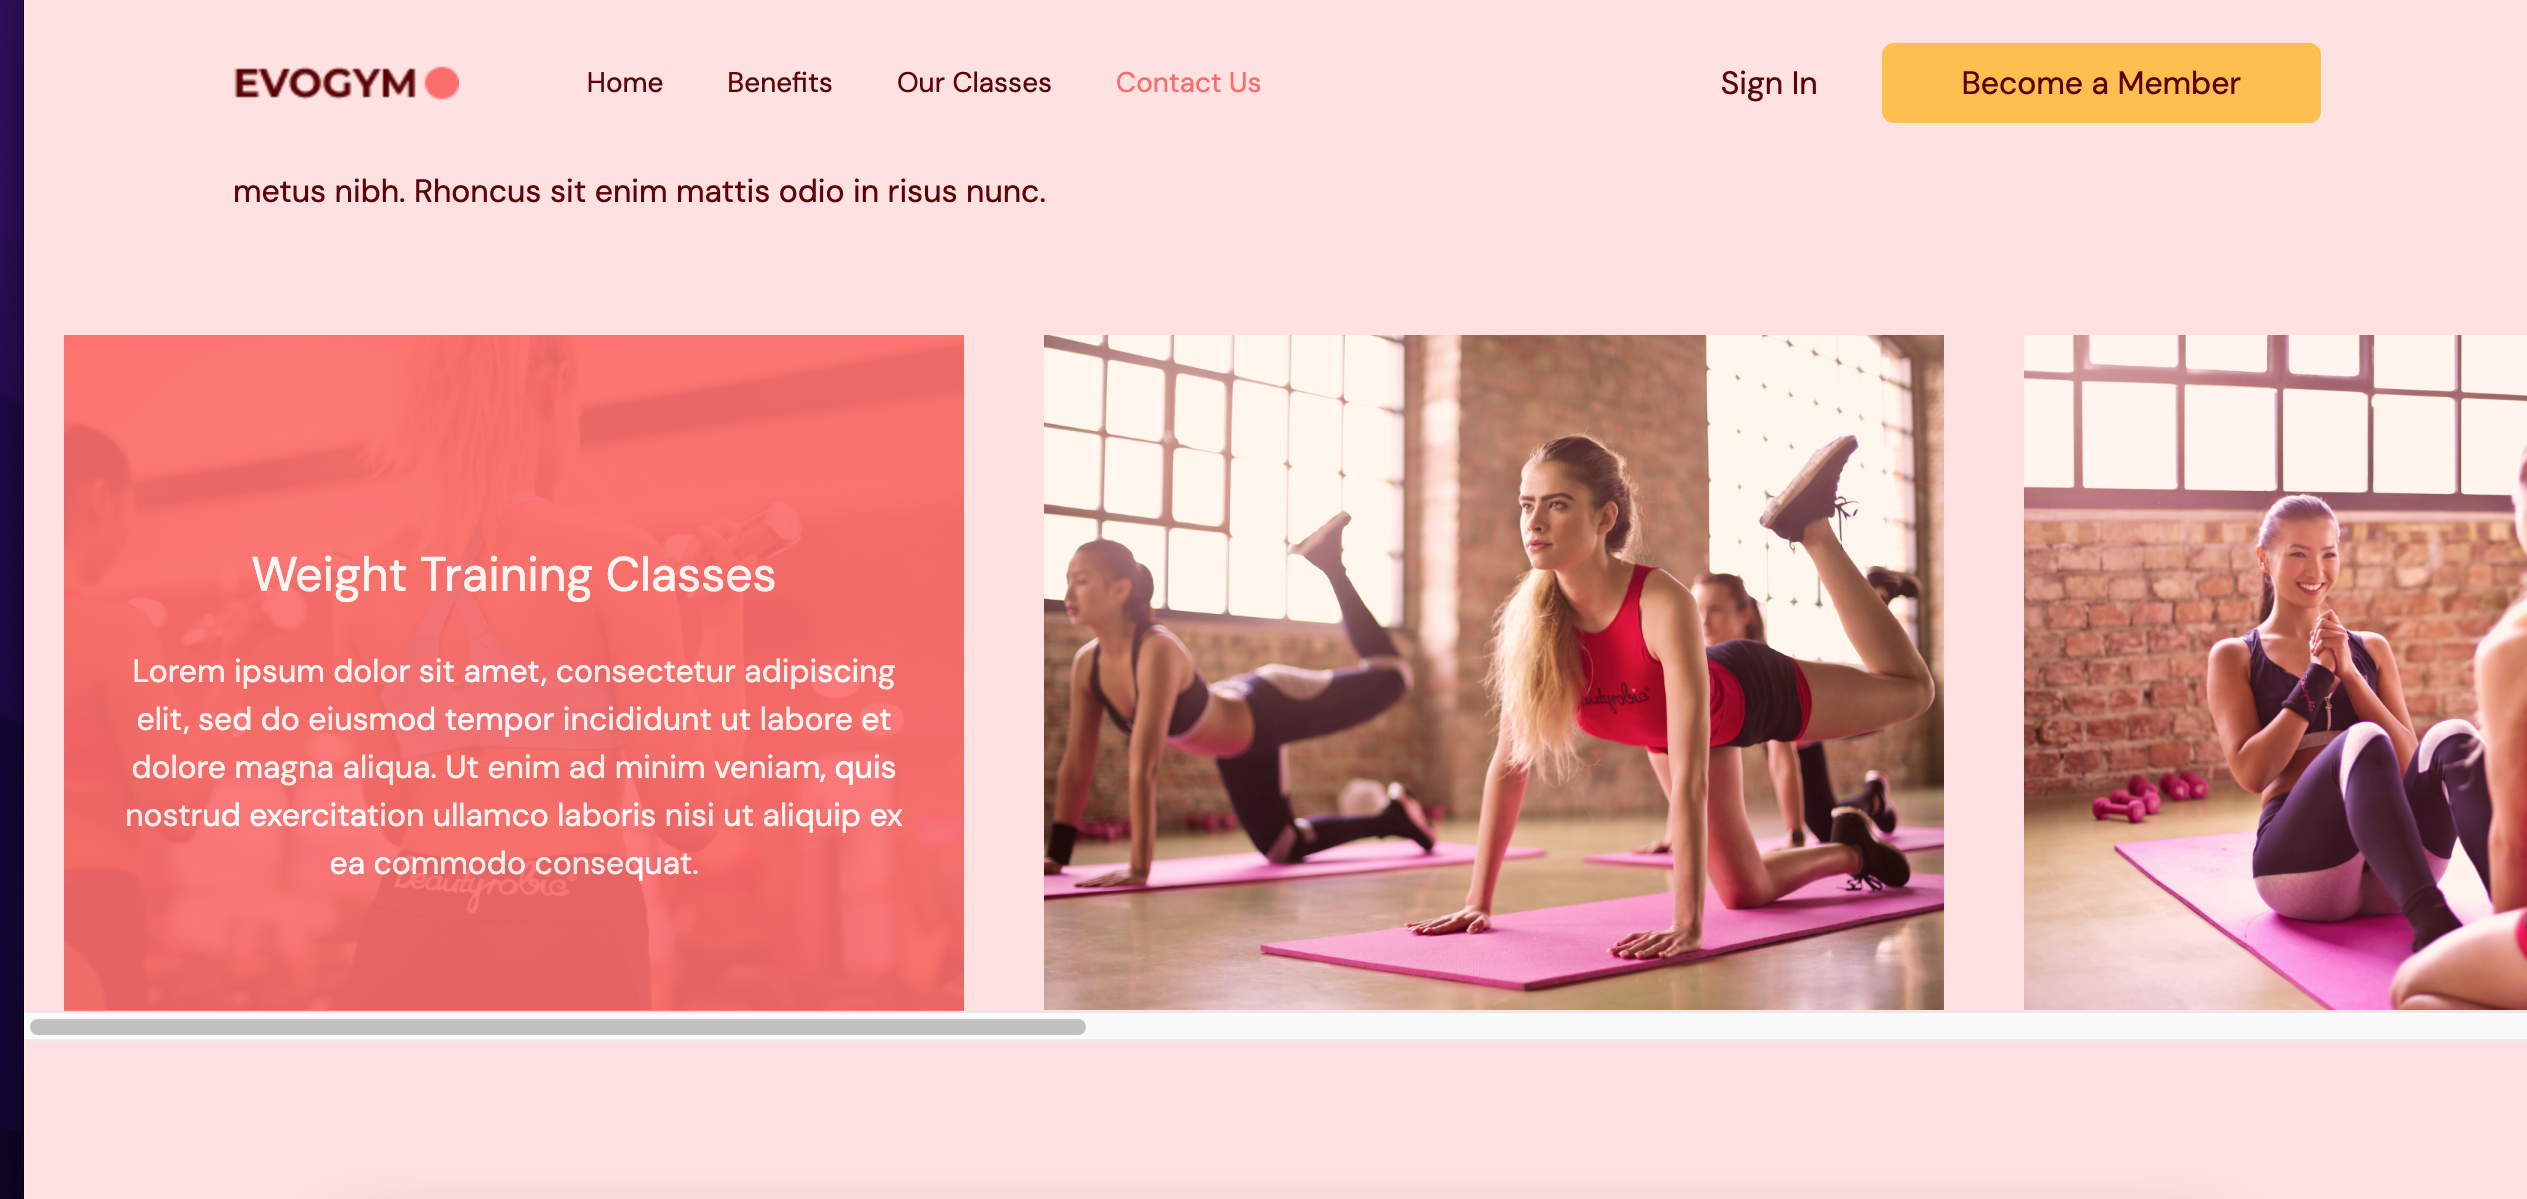 EVOGYM
Home Benefits Our Classes Contact Us
Sign In Become a Member
metus nibh. Rhoncus sit enim mattis odio in risus nunc.
Weight Training Classes
Lorem ipsum dolor sit amet, consectetur adipiscing
elit, sed do eiusmod tempor incididunt ut labore et
dolore magna aliqua. Ut enim ad minim veniam, quis
nostrud exercitation ullamco laboris nisi ut aliquip ex
ea commodo consequat.
beautyrobic